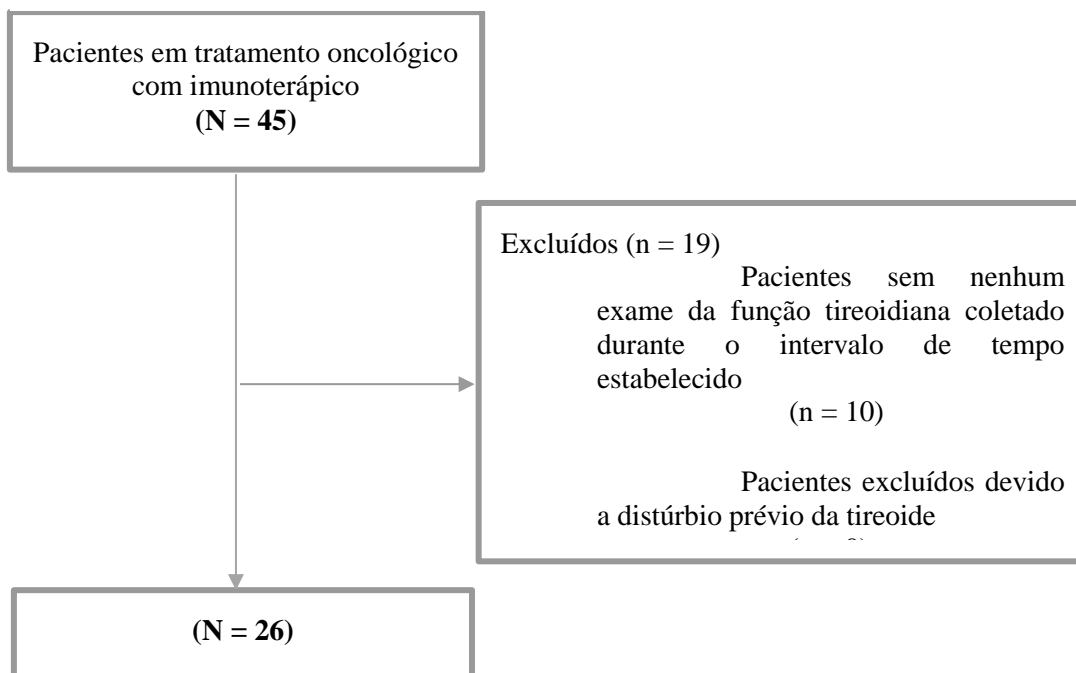 Pacientes em tratamento oncológico
com imunoterápico
(N = 45)
Excluídos (n = 19)
Pacientes sem nenhum
exame da função tireoidiana coletado
durante o intervalo de tempo
estabelecido
(n = 10)
Pacientes excluídos devido
a distúrbio prévio da tireoide
(N = 26)